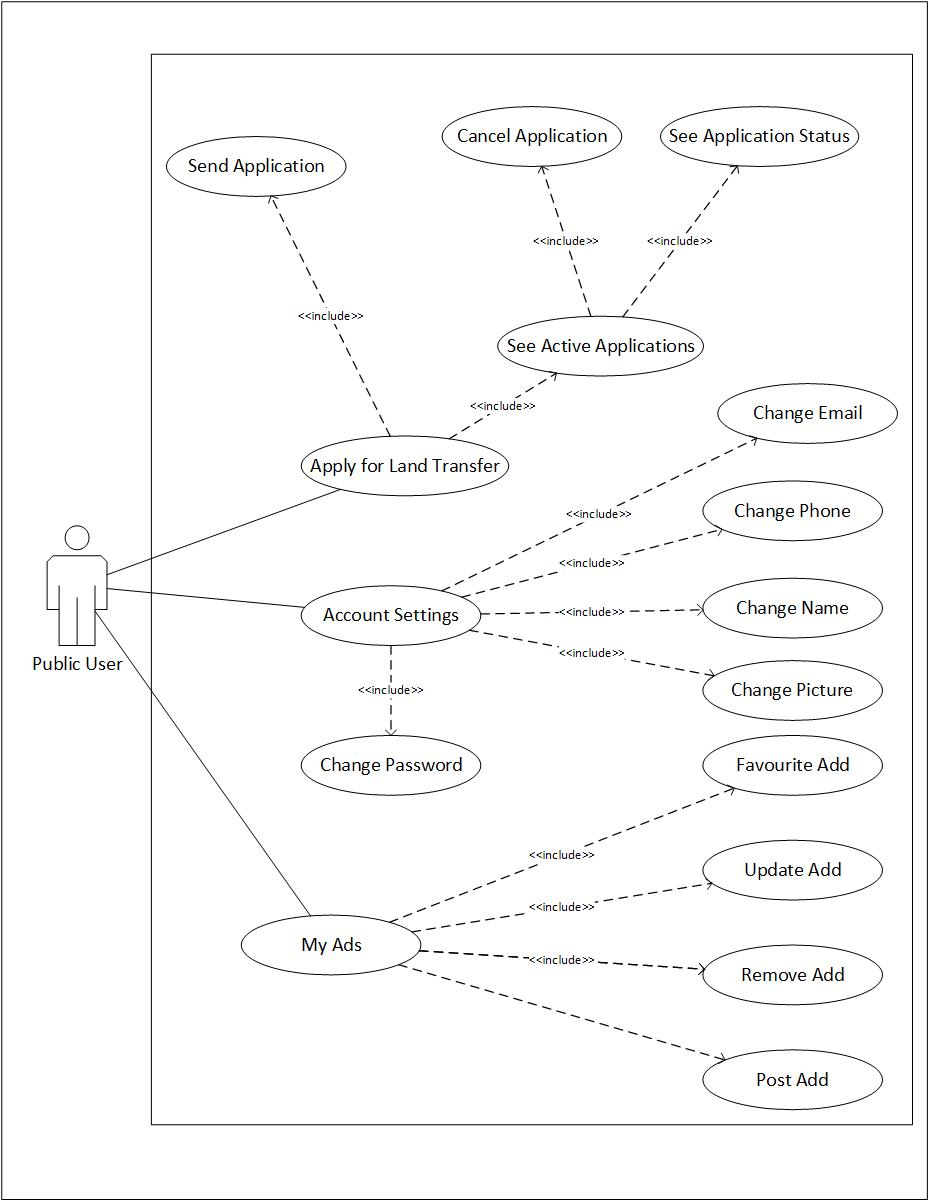 Cancel Application
See Application Status
Send Application
<<include>>
<<include>>
<<include>>
See Active Applications
<<include>>
Change Email
Apply for Land Transfer
<<include>>
Change Phone
<<include>>
Account Settings
<<include>>
Change Name
<<include>>
Public User
<<include>>
Change Picture
Change Password
Favourite Add
<<include>>
Update Add
<<include>>
My Ads
<<include>>
Remove Add
Post Add